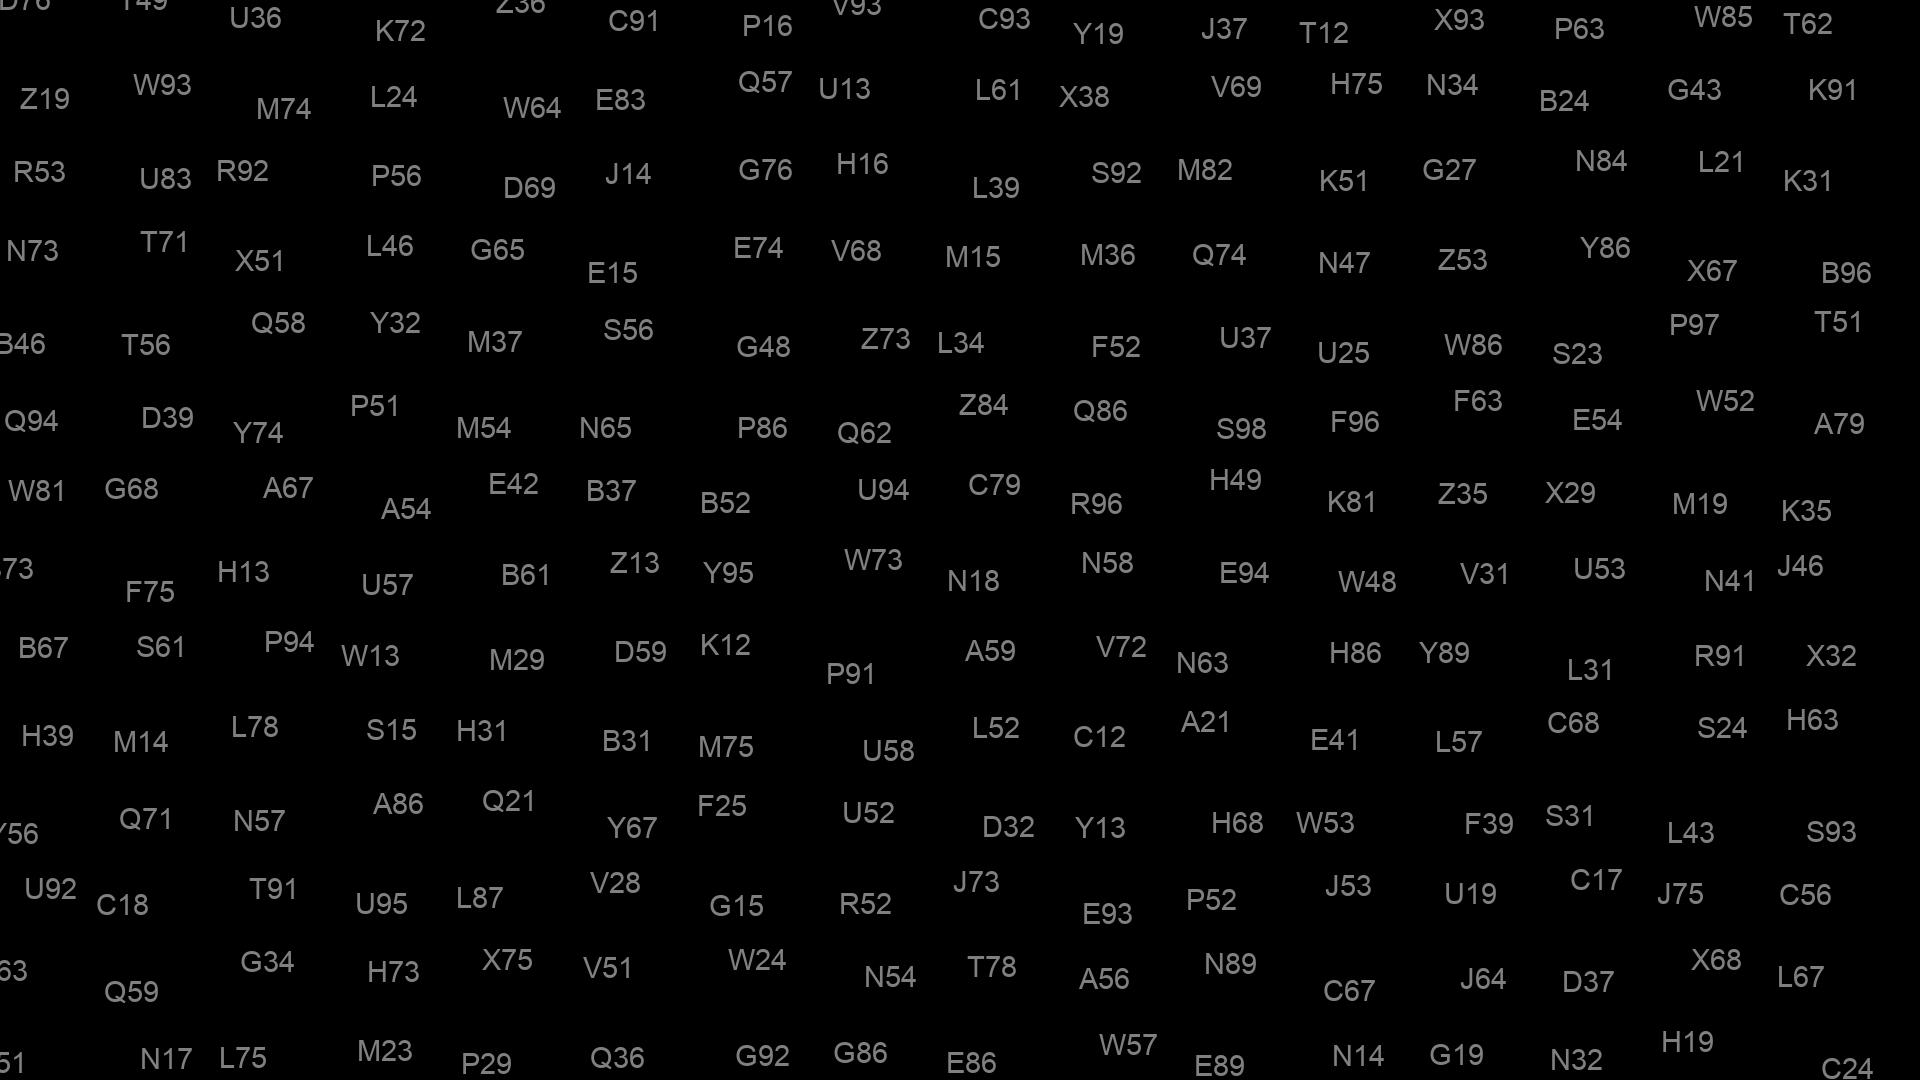 D76 T49 U36 K72 Z36 C91 P16 V93 C93 Y19 J37 T12 X93 P63 W85 T62
Z19 W93 M74 L24 W64 E83 Q57 U13 L61 X38 V69 H75 N34 B24 G43 K91
R53 U83 R92 P56 D69 J14 G76 H16 L39 S92 M82 K51 G27 N84 L21 K31
N73 T71 X51 L46 G65 E15 E74 V68 M15 M36 Q74 N47 Z53 Y86 X67 B96
B46 T56 Q58 Y32 M37 S56 G48 Z73 L34 F52 U37 U25 W86 S23 P97 T51
Q94 D39 Y74 P51 M54 N65 P86 Q62 Z84 Q86 S98 F96 F63 E54 W52 A79
W81 G68 A67 A54 E42 B37 B52 U94 C79 R96 H49 K81 Z35 X29 M19 K35
73 F75 H13 U57 B61 Z13 Y95 W73 N18 N58 E94 W48 V31 U53 N41 J46
B67 S61 P94 W13 M29 D59 K12 P91 A59 V72 N63 H86 Y89 L31 R91 X32
H39 M14 L78 S15 H31 B31 M75 U58 L52 C12 A21 E41 L57 C68 S24 H63
Y56 Q71 N57 A86 Q21 Y67 F25 U52 D32 Y13 H68 W53 F39 S31 L43 S93
U92 C18 T91 U95 L87 V28 G15 R52 J73 E93 P52 J53 U19 C17 J75 C56
63 Q59 G34 H73 X75 V51 W24 N54 T78 A56 N89 C67 J64 D37 X68 L67
51 N17 L75 M23 P29 Q36 G92 G86 E86 W57 E89 N14 G19 N32 H19 C24